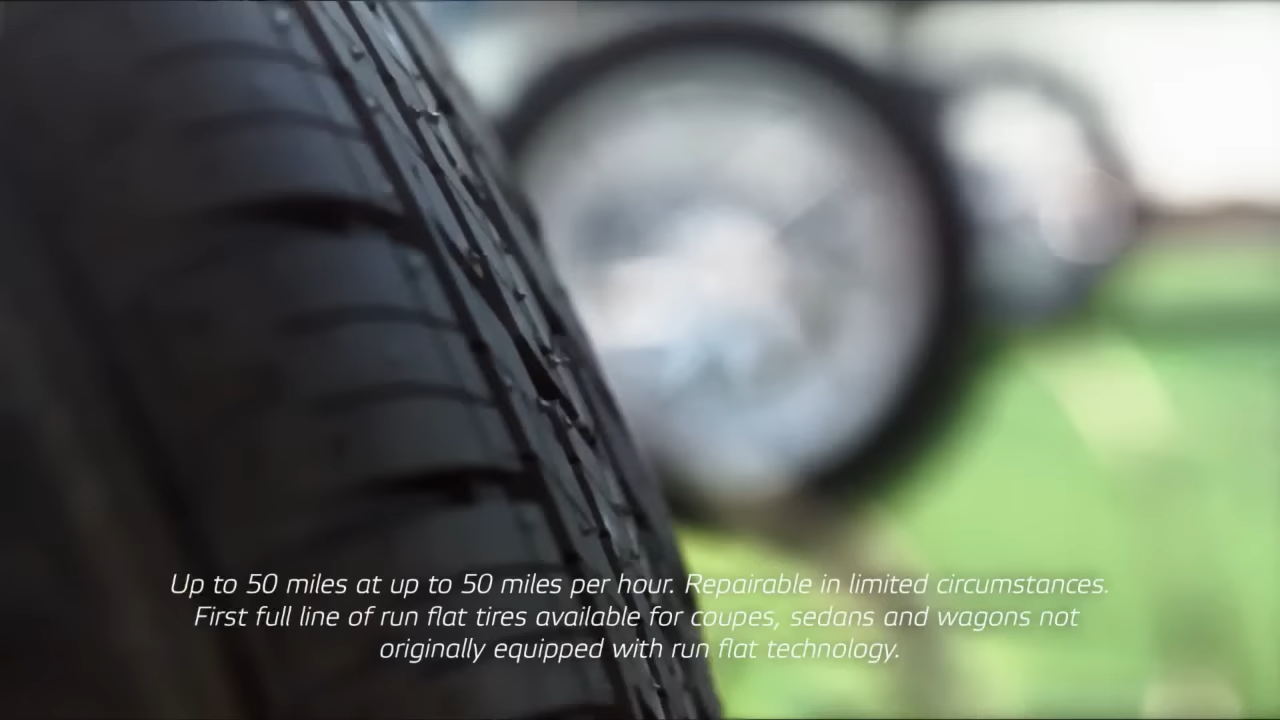 Up to 50 miles at up to 50 miles per hour. Repairable in limited circumstances.
First full line of run flat tires available for coupes, sedans and wagons not
originally equipped with run flat technology.